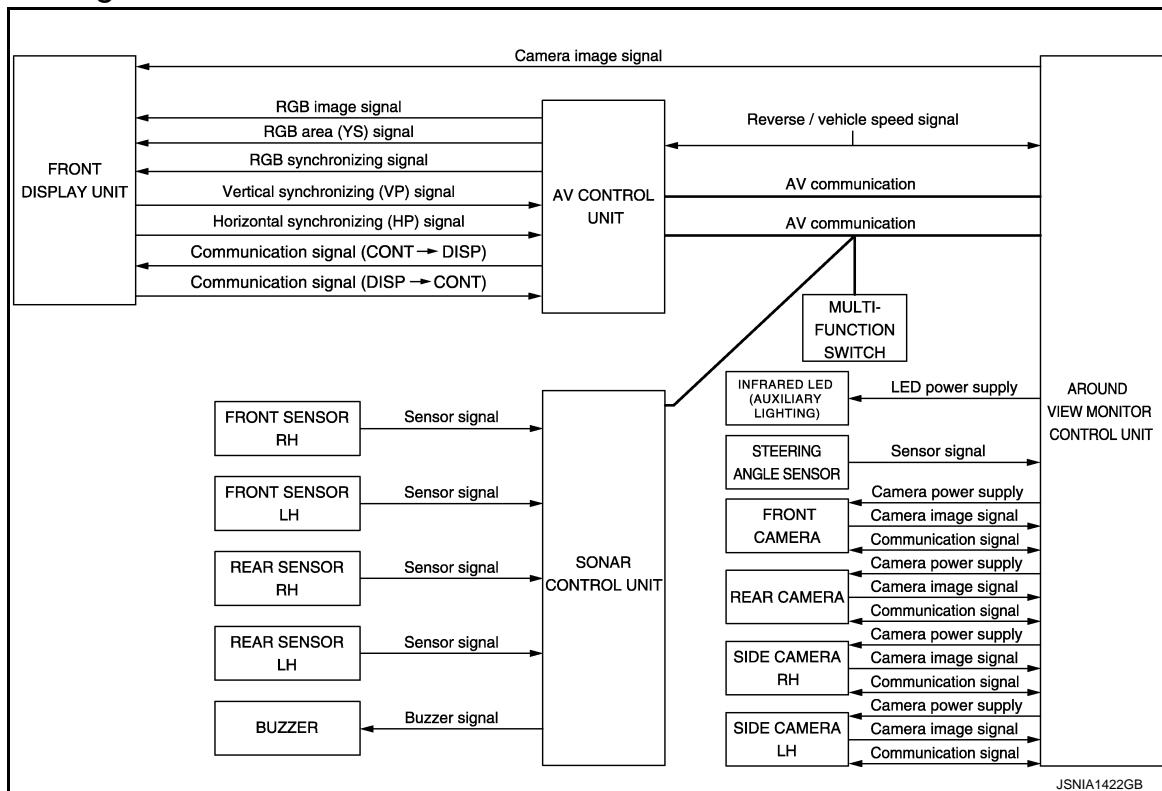 Camera image signal
RGB image signal
RGB area (YS) signal
RGB synchronizing signal
Vertical synchronizing (VP) signal
Horizontal synchronizing (HP) signal
Communication signal (CONT → DISP)
Communication signal (DISP → CONT)
FRONT
DISPLAY UNIT
AV CONTROL
UNIT
Reverse / vehicle speed signal
AV communication
AV communication
MULTI-
FUNCTION
SWITCH
AROUND
VIEW MONITOR
CONTROL UNIT
INFRARED LED
(AUXILIARY
LIGHTING)
LED power supply
STEERING
ANGLE SENSOR
Sensor signal
FRONT
CAMERA
Camera power supply
Camera image signal
Communication signal
REAR CAMERA
Camera power supply
Camera image signal
Communication signal
SIDE CAMERA
RH
Camera power supply
Camera image signal
Communication signal
SIDE CAMERA
LH
Camera power supply
Camera image signal
Communication signal
FRONT SENSOR
RH
Sensor signal
FRONT SENSOR
LH
Sensor signal
REAR SENSOR
RH
Sensor signal
REAR SENSOR
LH
Sensor signal
BUZZER
Buzzer signal
SONAR
CONTROL UNIT
JSNIA1422GB